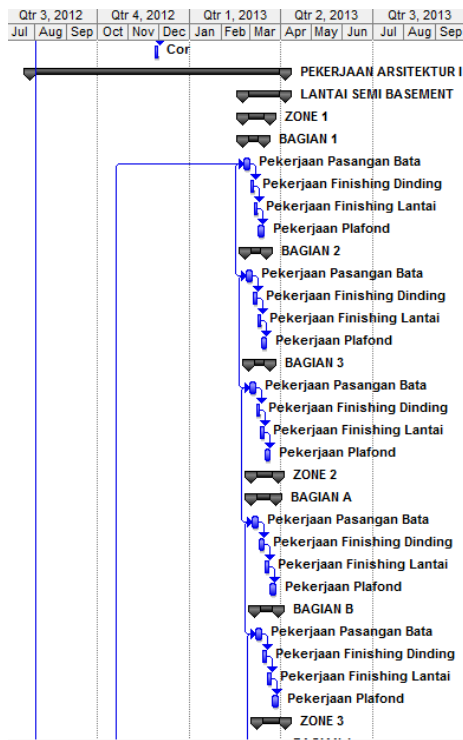 Qtr 3, 2012 Qtr 4, 2012 Qtr 1, 2013 Qtr 2, 2013 Qtr 3, 2013
Jul Aug Sep Oct Nov Dec Jan Feb Mar Apr May Jun Jul Aug Sep
Cor
PEKERJAAN ARSITEKTUR I
LANTAI SEMI BASEMENT
ZONE 1
BAGIAN 1
Pekerjaan Pasangan Bata
Pekerjaan Finishing Dinding
Pekerjaan Finishing Lantai
Pekerjaan Plafond
BAGIAN 2
Pekerjaan Pasangan Bata
Pekerjaan Finishing Dinding
Pekerjaan Finishing Lantai
Pekerjaan Plafond
BAGIAN 3
Pekerjaan Pasangan Bata
Pekerjaan Finishing Dinding
Pekerjaan Finishing Lantai
Pekerjaan Plafond
ZONE 2
BAGIAN A
Pekerjaan Pasangan Bata
Pekerjaan Finishing Dinding
Pekerjaan Finishing Lantai
Pekerjaan Plafond
BAGIAN B
Pekerjaan Pasangan Bata
Pekerjaan Finishing Dinding
Pekerjaan Finishing Lantai
Pekerjaan Plafond
ZONE 3